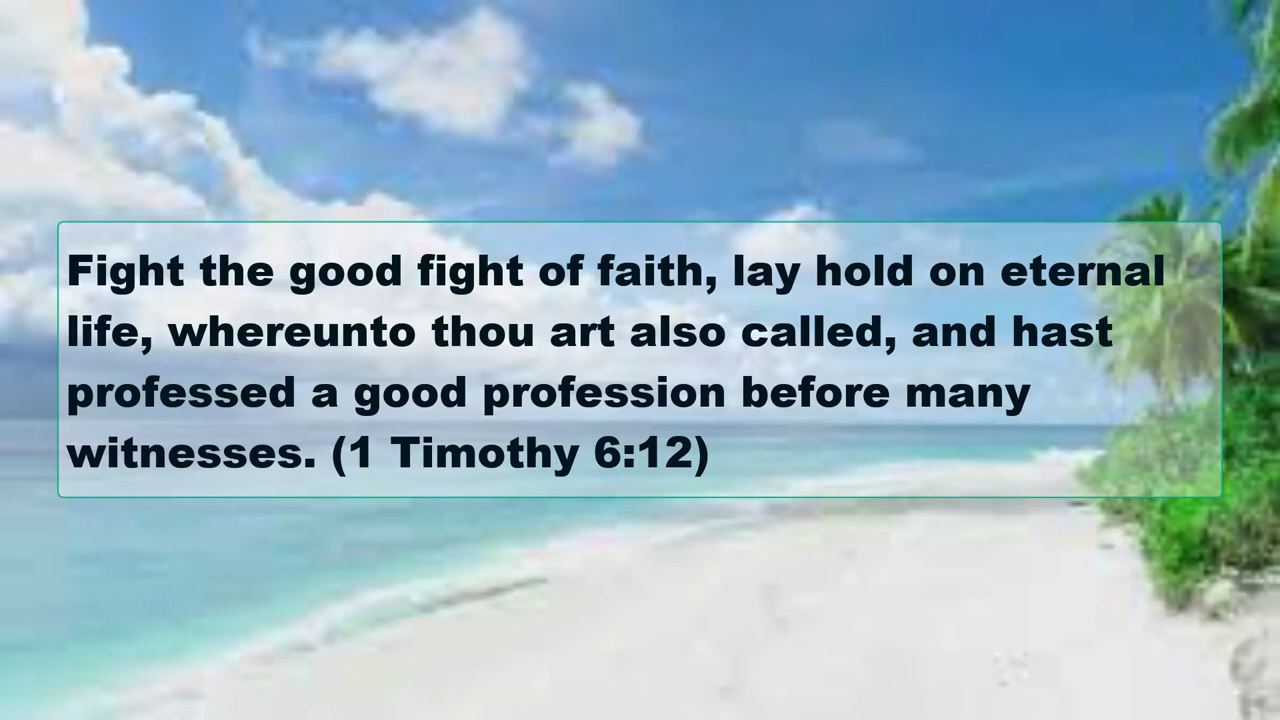 Fight the good fight of faith, lay hold on eternal
life, whereunto thou art also called, and hast
professed a good profession before many
witnesses. (1 Timothy 6:12)